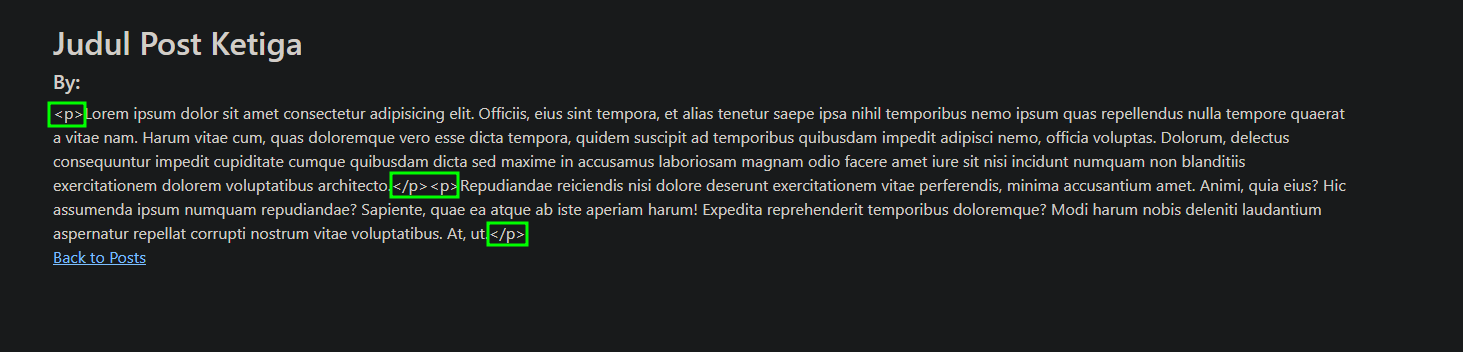 Judul Post Ketiga
By:
<p>Lorem ipsum dolor sit amet consectetur adipisicing elit. Officiis, eius sint tempora, et alias tenetur saepe ipsa nihil temporibus nemo ipsum quas repellendus nulla tempore quaerat
a vitae nam. Harum vitae cum, quas doloremque vero esse dicta tempora, quidem suscipit ad temporibus quibusdam impedit adipisci nemo, officia voluptas. Dolorum, delectus
consequuntur impedit cupiditate cumque quibusdam dicta sed maxime in accusamus laboriosam magnam odio facere amet iure sit nisi incidunt numquam non blanditiis
exercitationem dolorem voluptatibus architecto.</p><p>Repudiandae reiciendis nisi dolore deserunt exercitationem vitae perferendis, minima accusantium amet. Animi, quia eius? Hic
assumenda ipsum numquam repudiandae? Sapiente, quae ea atque ab iste aperiam harum! Expedita reprehenderit temporibus doloremque? Modi harum nobis deleniti laudantium
aspernatur repellat corrupti nostrum vitae voluptatibus. At, ut.</p>
Back to Posts